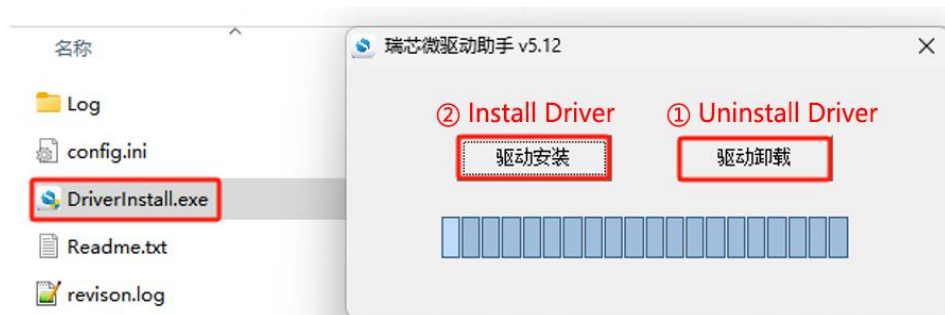 名称
Log
config.ini
DriverInstall.exe
Readme.txt
revison.log
瑞芯微驱动助手 v5.12
② Install Driver
① Uninstall Driver
驱动安装
驱动卸载